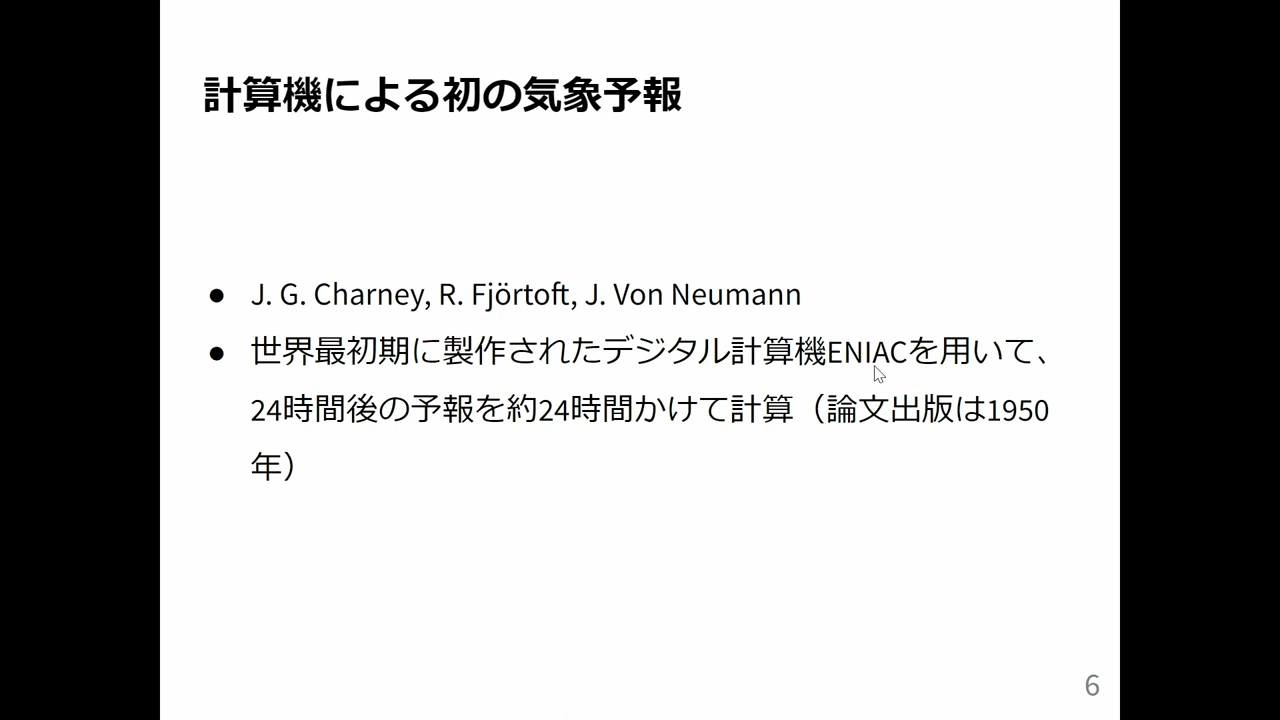 計算機による初の気象予報
● J. G. Charney, R. Fjörtoft, J. Von Neumann
● 世界最初期に製作されたデジタル計算機ENIACを用いて、
24時間後の予報を約24時間かけて計算（論文出版は1950
年）
6